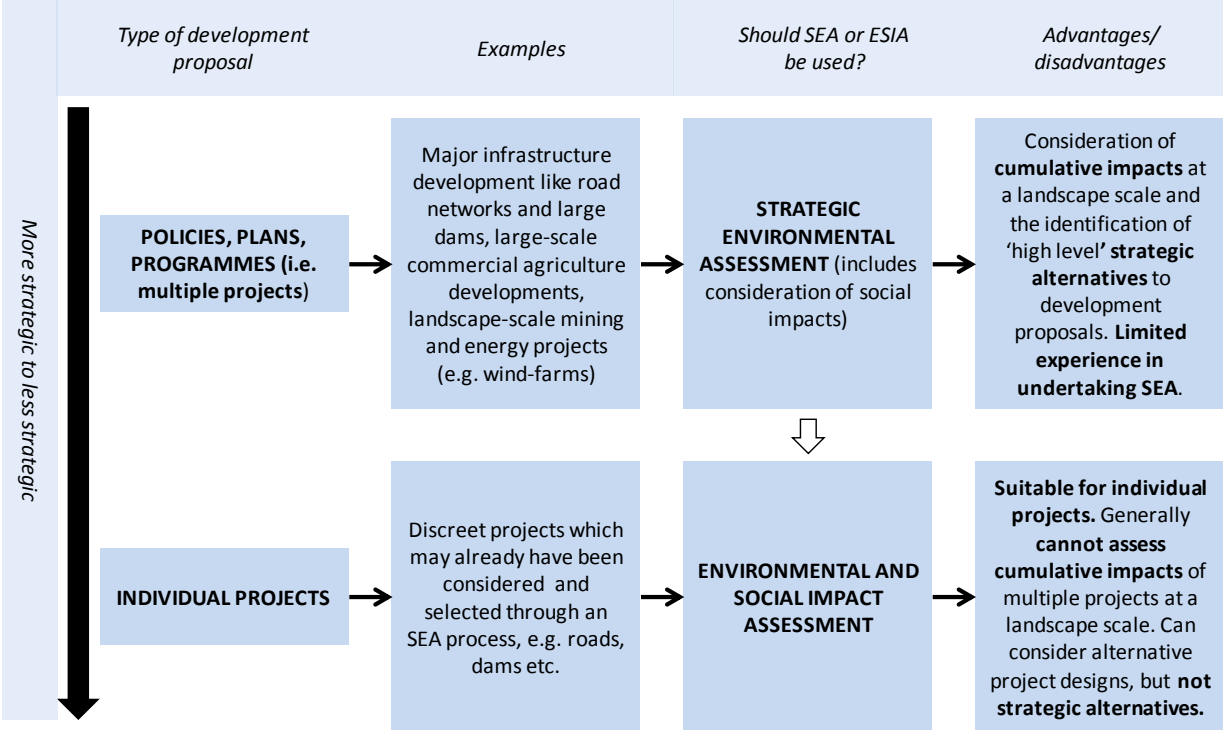 Type of development
proposal
Examples
Should SEA or ESIA
be used?
Advantages/
disadvantages
More strategic to less strategic
POLICIES, PLANS,
PROGRAMMES (i.e.
multiple projects)
Major infrastructure
development like road
networks and large
dams, large-scale
commercial agriculture
developments,
landscape-scale mining
and energy projects
(e.g. wind-farms)
STRATEGIC
ENVIRONMENTAL
ASSESSMENT (includes
consideration of social
impacts)
Consideration of
cumulative impacts at
a landscape scale and
the identification of
‘high level’ strategic
alternatives to
development
proposals. Limited
experience in
undertaking SEA.
INDIVIDUAL PROJECTS
Discreet projects which
may already have been
considered and
selected through an
SEA process, e.g. roads,
dams etc.
ENVIRONMENTAL AND
SOCIAL IMPACT
ASSESSMENT
Suitable for individual
projects. Generally
cannot assess
cumulative impacts of
multiple projects at a
landscape scale. Can
consider alternative
project designs, but not
strategic alternatives.